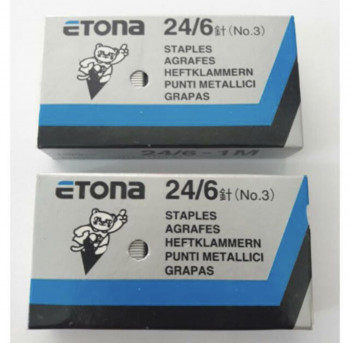 ETONA 24/6針(No.3)
STAPLES
AGRAFES
HEFTKLAMMERN
PUNTI METALLICI
GRAPAS
24/6-1M
ETONA 24/6針(No.3)
STAPLES
AGRAFES
HEFTKLAMMERN
PUNTI METALLICI
GRAPAS